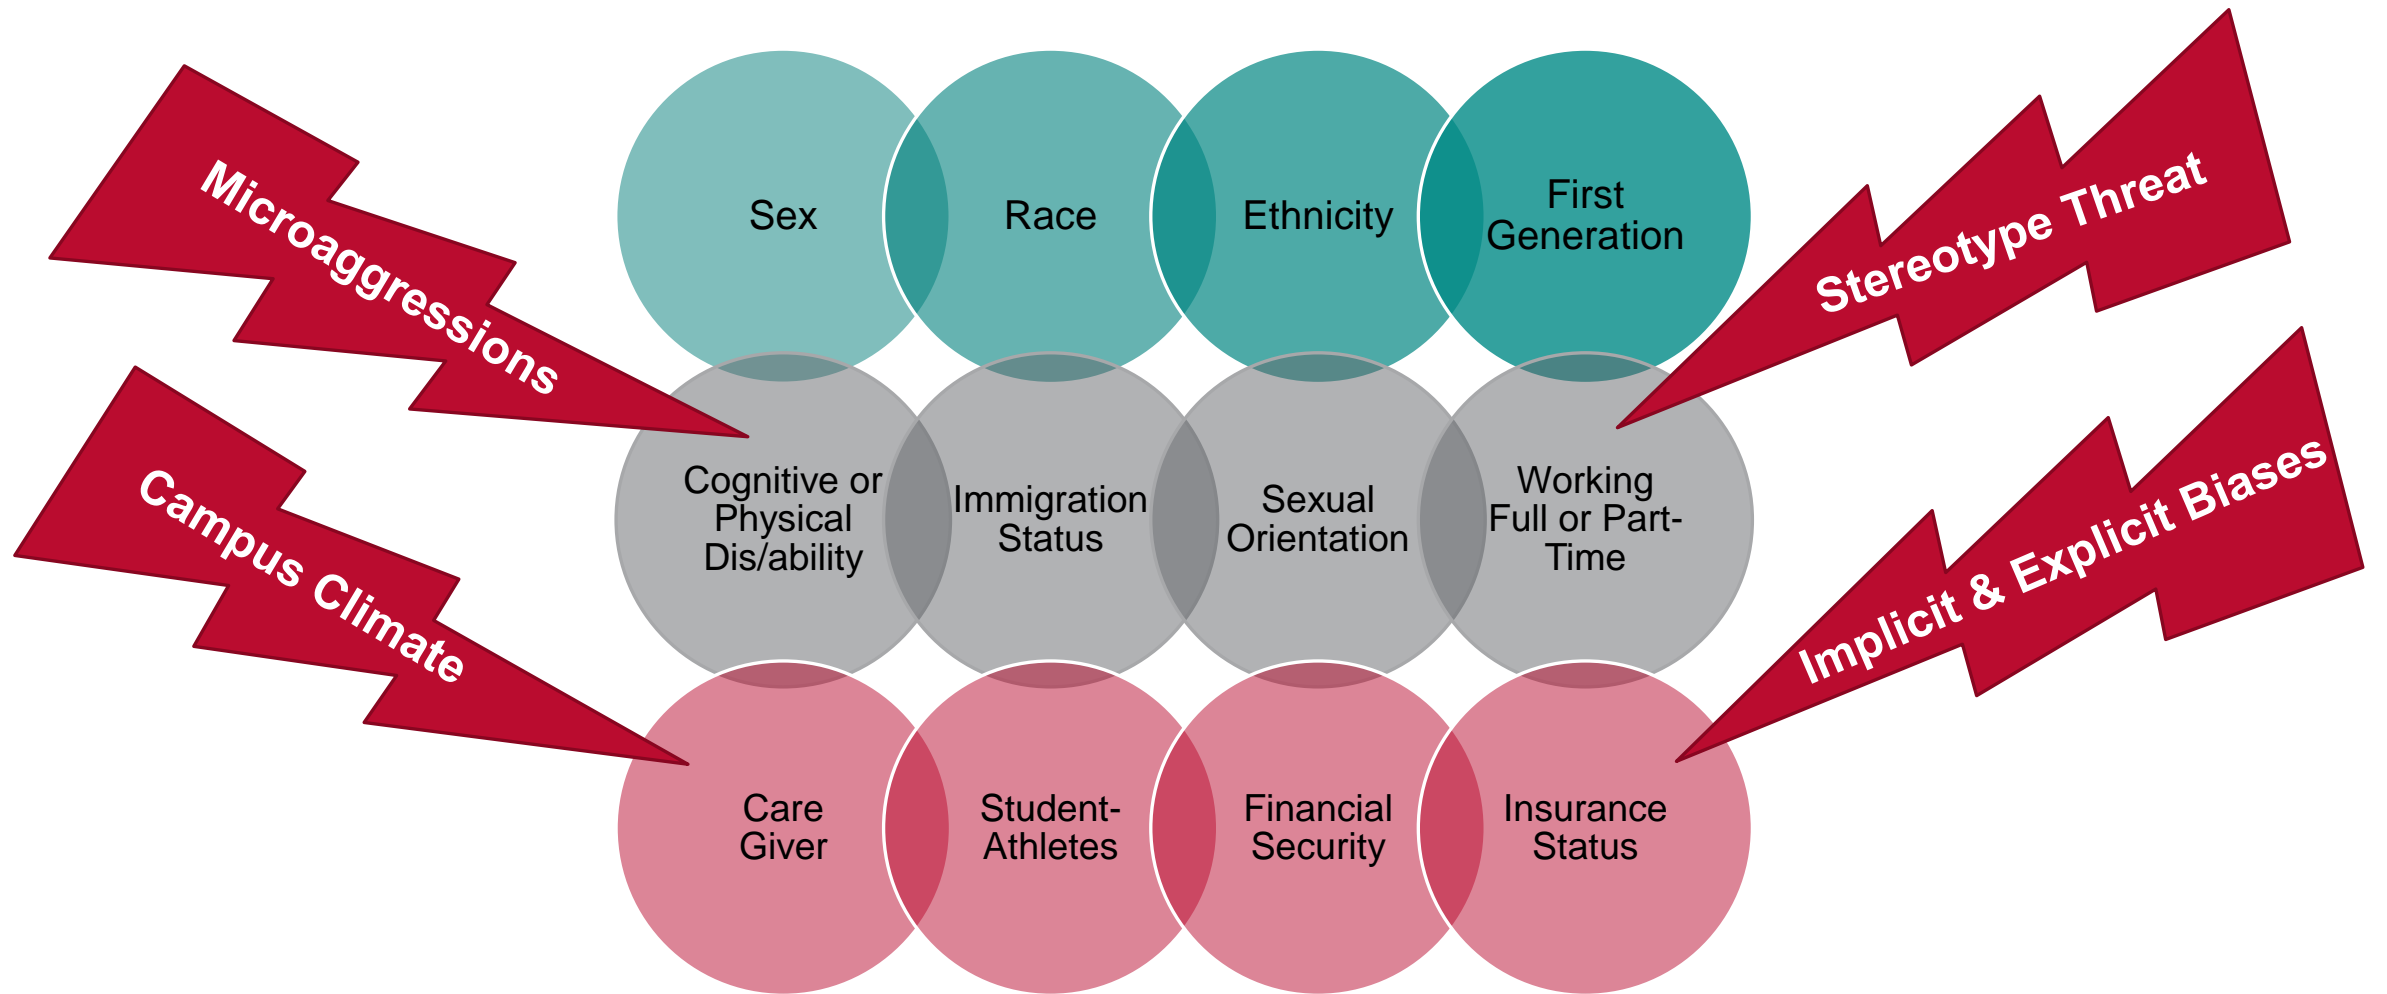 Microaggressions
Campus Climate
Sex
Race
Ethnicity
First
Generation
Cognitive or
Physical
Dis/ability
Immigration
Status
Sexual
Orientation
Working
Full or Part-
Time
Care
Giver
Student-
Athletes
Financial
Security
Insurance
Status
Stereotype Threat
Implicit & Explicit Biases